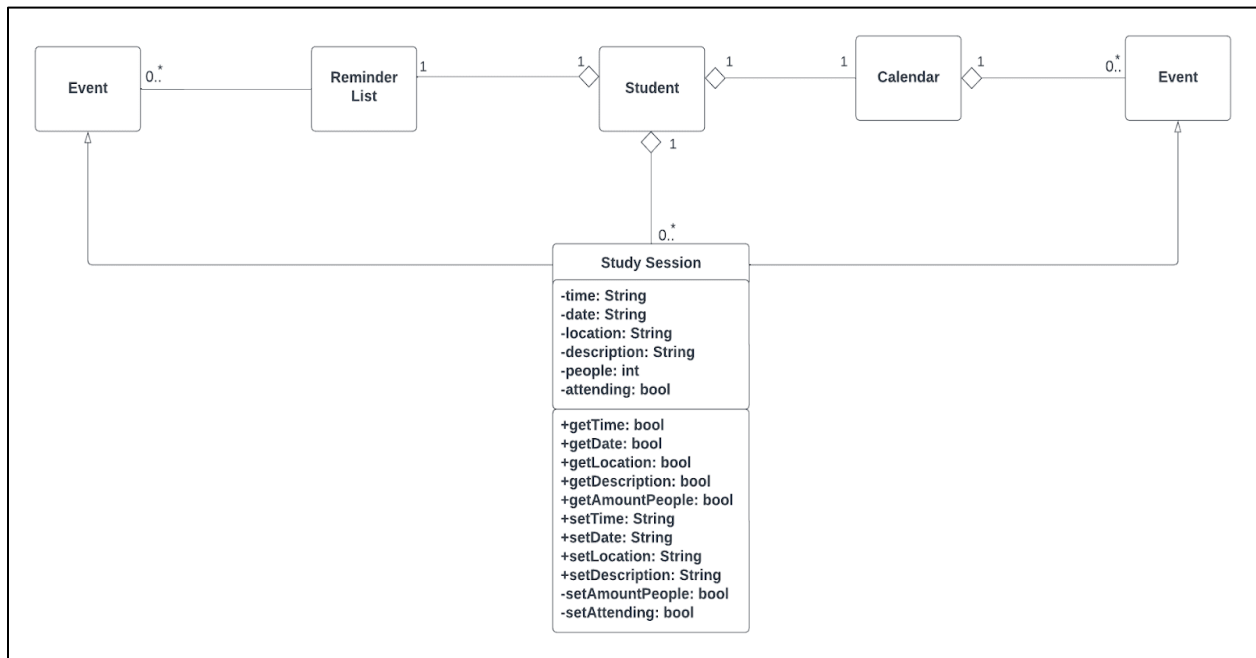 Event
0..*
Reminder
List
1
1
Student
1
1
Calendar
1
0..*
Event
1
0..*
Study Session
-time: String
-date: String
-location: String
-description: String
-people: int
-attending: bool
+getTime: bool
+getDate: bool
+getLocation: bool
+getDescription: bool
+getAmountPeople: bool
+setTime: String
+setDate: String
+setLocation: String
+setDescription: String
-setAmountPeople: bool
-setAttending: bool